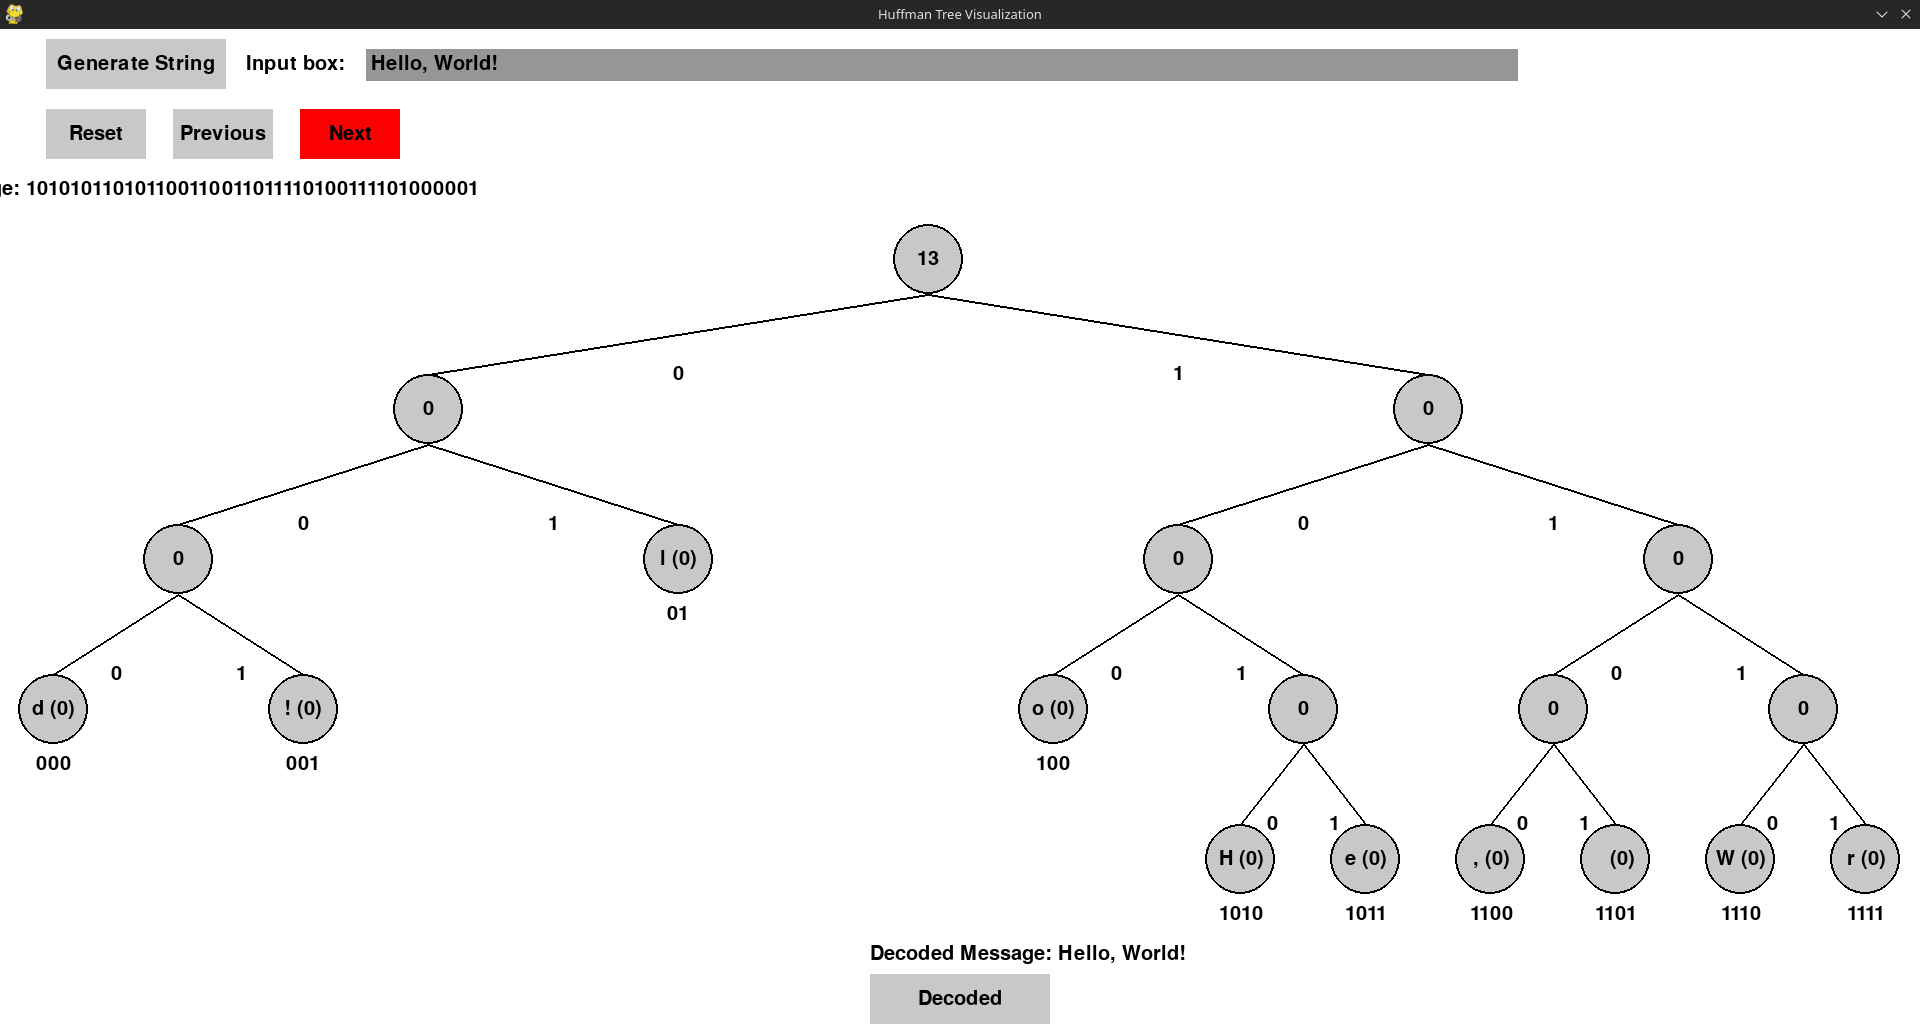 Huffman Tree Visualization
Generate String Input box: Hello, World!
Reset Previous Next
ge: 101010110101100110011011110100111101000001
13
0 1
0 0
0 1 0 1
0 l (0) 0 0
01
0 1 0 1 0 1
d (0) ! (0) o (0) 0 0 0
000 001 100
0 1 0 1 0 1
H (0) e (0) , (0) (0) W (0) r (0)
1010 1011 1100 1101 1110 1111
Decoded Message: Hello, World!
Decoded